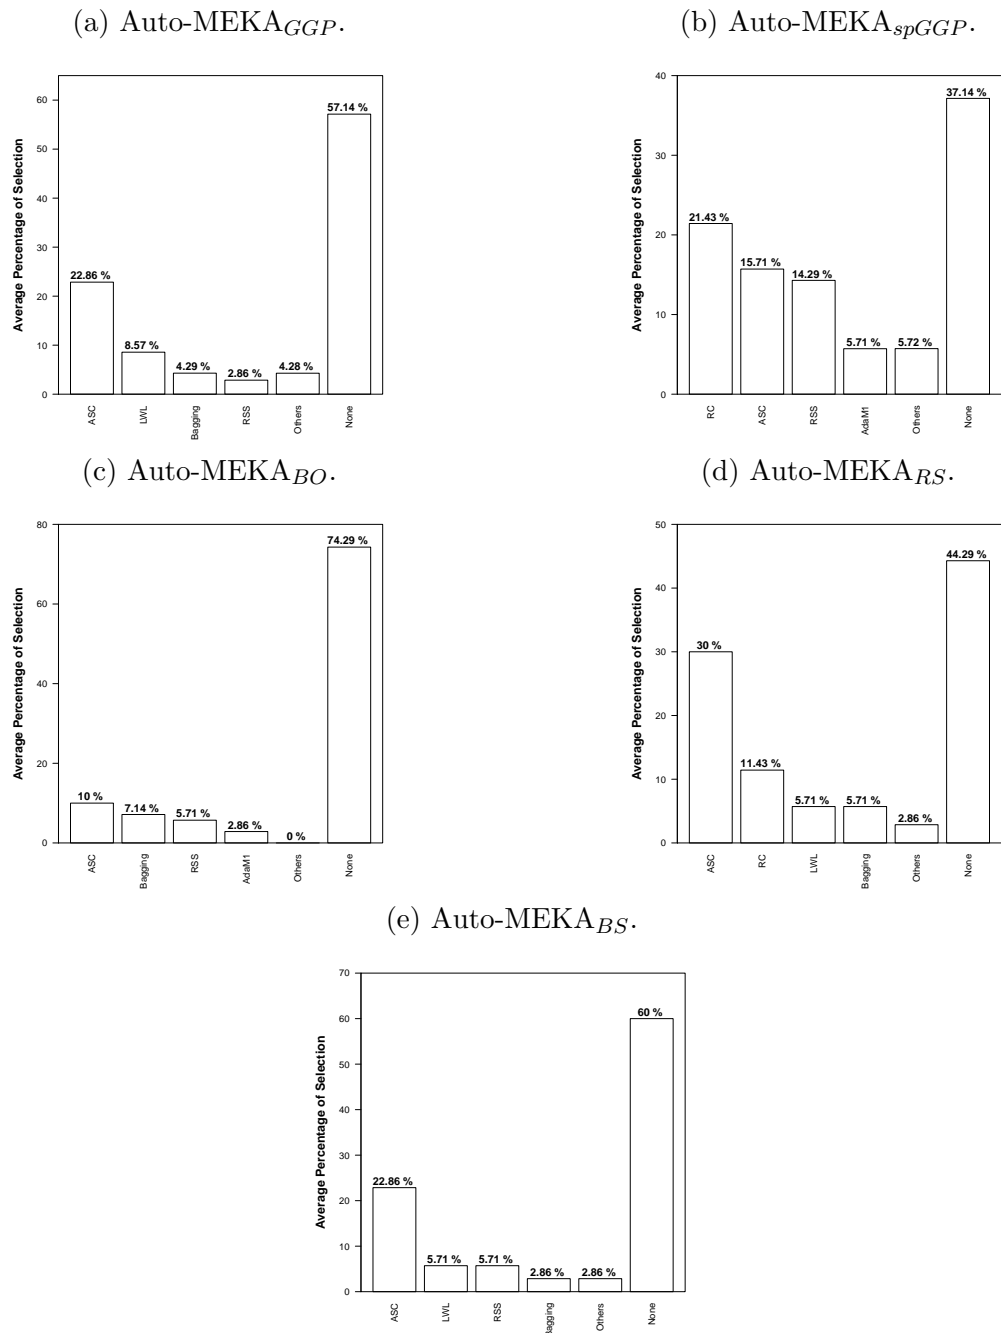 (a) Auto-MEKA_GGP.
Average Percentage of Selection
60
50
40
30
20
10
0
22.86 %
8.57 %
4.29 %
2.86 %
4.28 %
57.14 %
ASC
LWL
Bagging
RSS
Others
None
(b) Auto-MEKA_spGGP.
Average Percentage of Selection
40
30
20
10
0
21.43 %
15.71 %
14.29 %
5.71 %
5.72 %
37.14 %
RC
ASC
RSS
AdaM1
Others
None
(c) Auto-MEKA_BO.
Average Percentage of Selection
80
60
40
20
0
10 %
7.14 %
5.71 %
2.86 %
0 %
74.29 %
ASC
Bagging
RSS
AdaM1
Others
None
(d) Auto-MEKA_RS.
Average Percentage of Selection
50
40
30
20
10
0
30 %
11.43 %
5.71 %
5.71 %
2.86 %
44.29 %
ASC
RC
LWL
Bagging
Others
None
(e) Auto-MEKA_BS.
Average Percentage of Selection
70
60
50
40
30
20
10
0
22.86 %
5.71 %
5.71 %
2.86 %
2.86 %
60 %
ASC
LWL
RSS
Bagging
Others
None